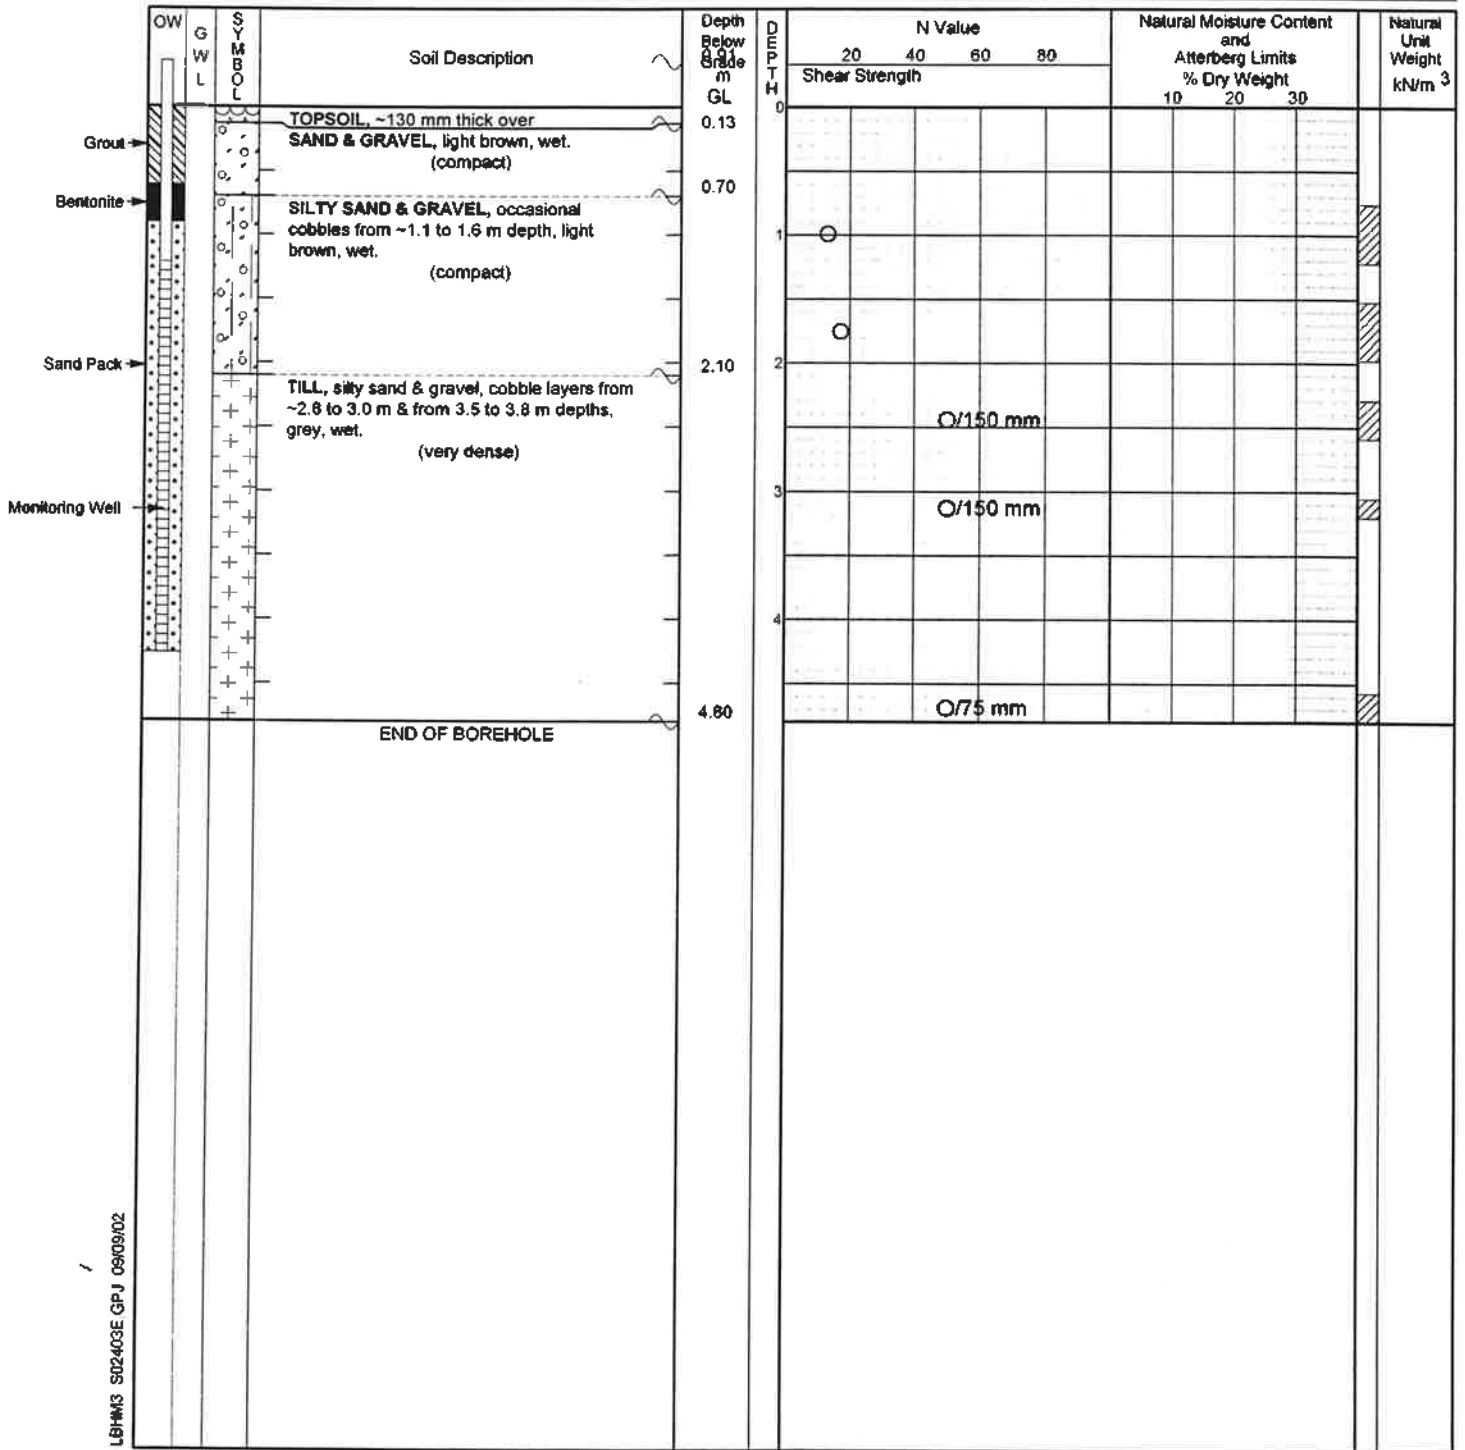 OW
G
W
L
SYMBOL
Soil Description
Depth
Below
Grade
0.91
m
GL
DEPTH
N Value
20 40 60 80
Shear Strength
Natural Moisture Content
and
Atterberg Limits
% Dry Weight
10 20 30
Natural
Unit
Weight
kN/m 3
0
TOPSOIL, ~130 mm thick over
0.13
Grout
SAND & GRAVEL, light brown, wet.
(compact)
0.70
Bentonite
SILTY SAND & GRAVEL, occasional
cobbles from ~1.1 to 1.6 m depth, light
brown, wet.
(compact)
1
Sand Pack
2.10
2
TILL, silty sand & gravel, cobble layers from
~2.8 to 3.0 m & from 3.5 to 3.8 m depths,
grey, wet.
(very dense)
O/150 mm
3
Monitoring Well
O/150 mm
4
4.80
O/75 mm
END OF BOREHOLE
LBHM3 S02403E.GPJ 09/09/02